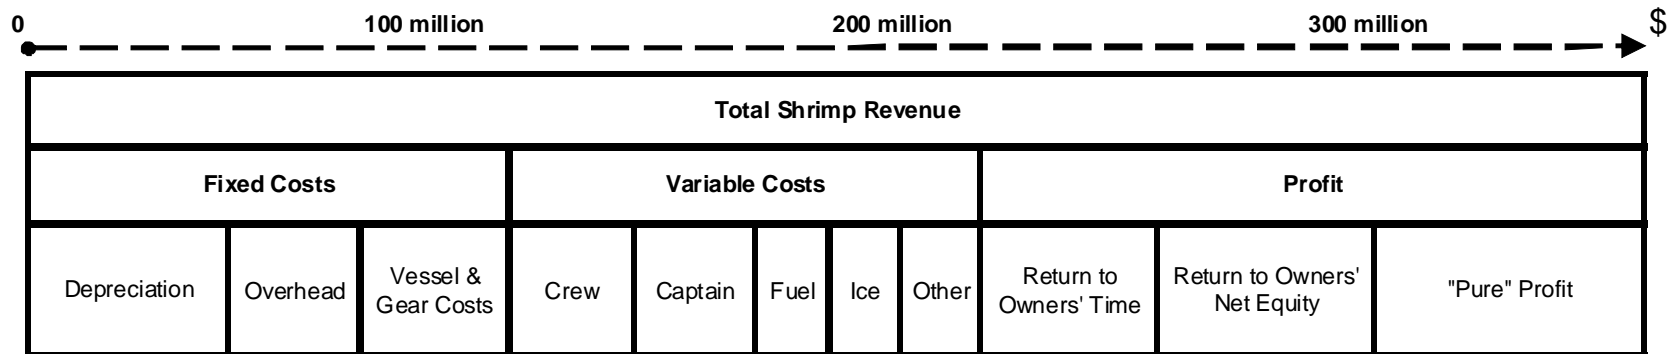 0 100 million 200 million 300 million $
Total Shrimp Revenue
Fixed Costs Variable Costs Profit
Depreciation Overhead Vessel & Gear Costs Crew Captain Fuel Ice Other Return to Owners' Time Return to Owners' Net Equity "Pure" Profit